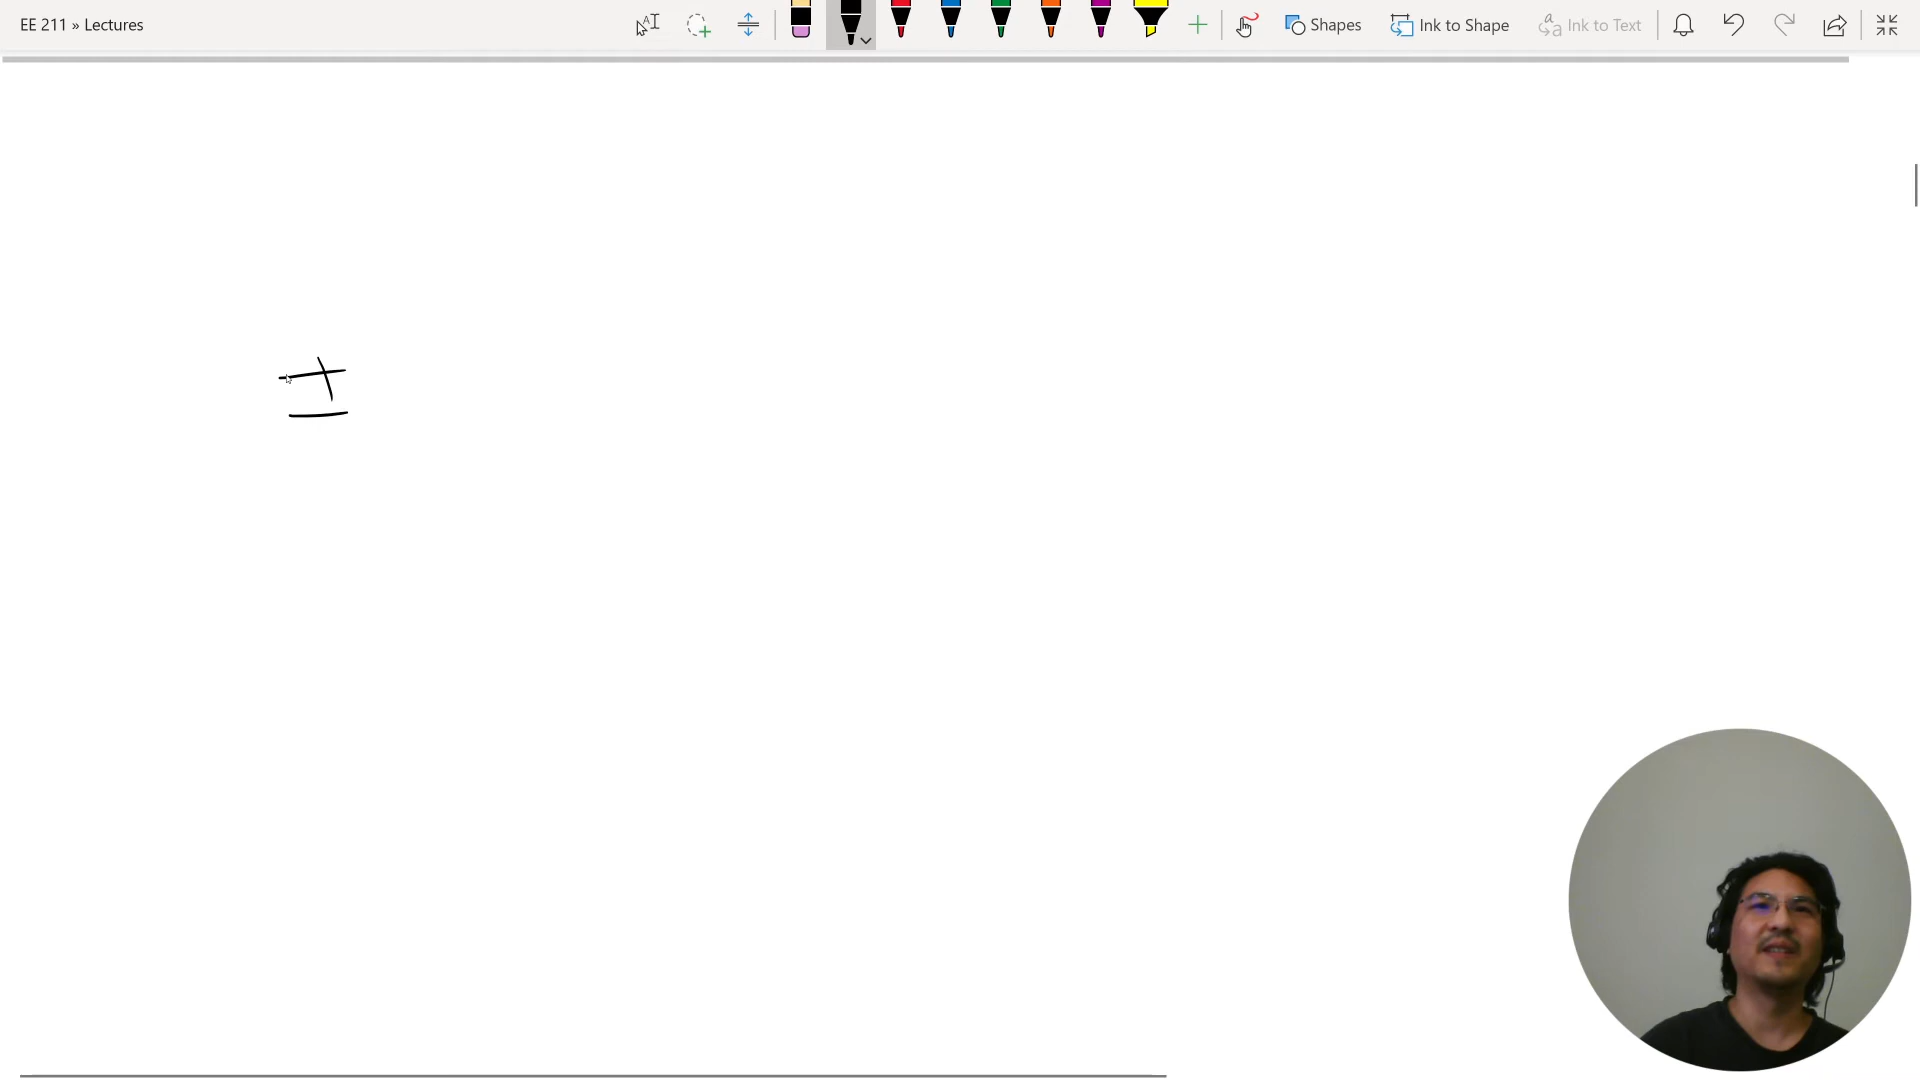 EE 211 » Lectures
Shapes
Ink to Shape
Ink to Text
±